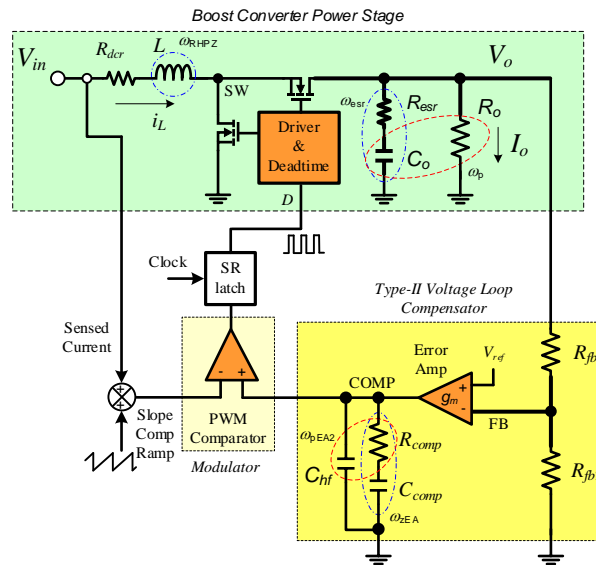 Boost Converter Power Stage
V_in
R_dcr
L
ω_RHPZ
i_L
SW
V_o
Driver
&
Deadtime
D
ω_esr
R_esr
C_o
R_o
I_o
ω_p
Clock
SR
latch
Sensed
Current
Slope
Comp
Ramp
-
+
PWM
Comparator
Modulator
Type-II Voltage Loop
Compensator
Error
Amp
V_ref
g_m
+
-
COMP
FB
R_fb
R_fb
ω_pEA2
C_hf
R_comp
C_comp
ω_zEA